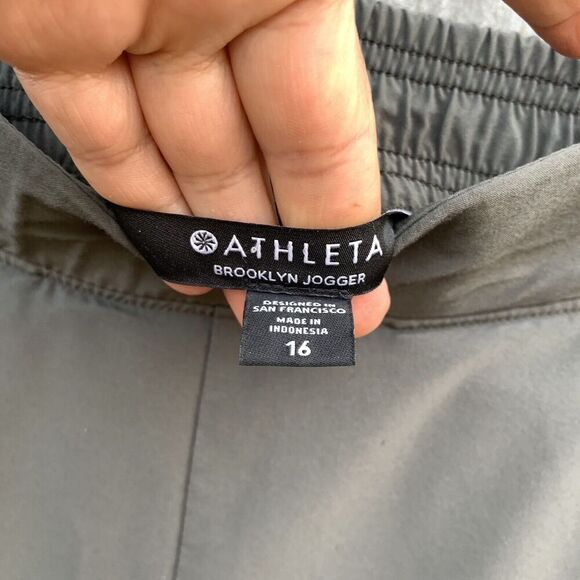 ATHLETA
BROOKLYN JOGGER
DESIGNED IN
SAN FRANCISCO
MADE IN
INDONESIA
16